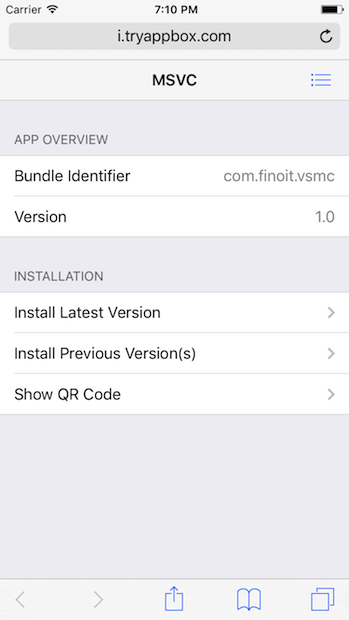 Carrier 7:10 PM
i.tryappbox.com
MSVC
APP OVERVIEW
Bundle Identifier com.finoit.vsmc
Version 1.0
INSTALLATION
Install Latest Version
Install Previous Version(s)
Show QR Code